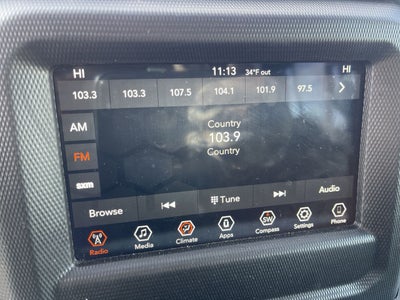 HI 11:13 34°F out HI
103.3 103.3 107.5 104.1 101.9 97.5
AM
Country
103.9
Country
FM
sxm
Browse Tune Audio
SW
Radio Media Climate Apps Compass Settings Phone